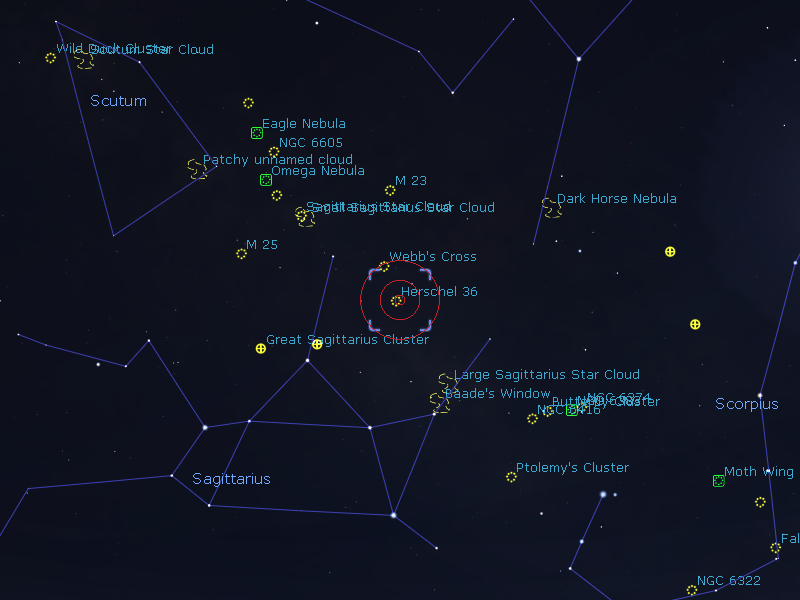 Wild Duck Cluster
Scutum Star Cloud
Scutum
Eagle Nebula
NGC 6605
Patchy unnamed cloud
Omega Nebula
M 23
Dark Horse Nebula
Sagittarius Star Cloud
Small Sagittarius Star Cloud
M 25
Webb's Cross
Herschel 36
Great Sagittarius Cluster
Large Sagittarius Star Cloud
Baade's Window
NGC 6374
Butterfly Cluster
NGC 6416
Scorpius
Ptolemy's Cluster
Moth Wing
Sagittarius
Fal
NGC 6322